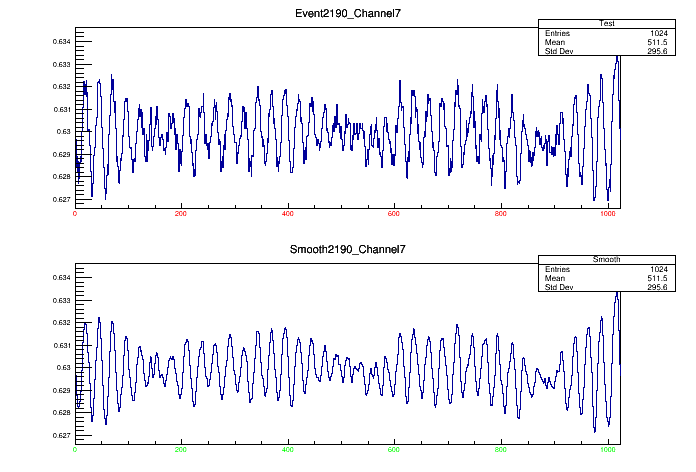 Event2190_Channel7
Test
Entries 1024
Mean 511.5
Std Dev 295.6
0.634
0.633
0.632
0.631
0.63
0.629
0.628
0.627
0 200 400 600 800 1000
Smooth2190_Channel7
Smooth
Entries 1024
Mean 511.5
Std Dev 295.6
0.634
0.633
0.632
0.631
0.63
0.629
0.628
0.627
0 200 400 600 800 1000